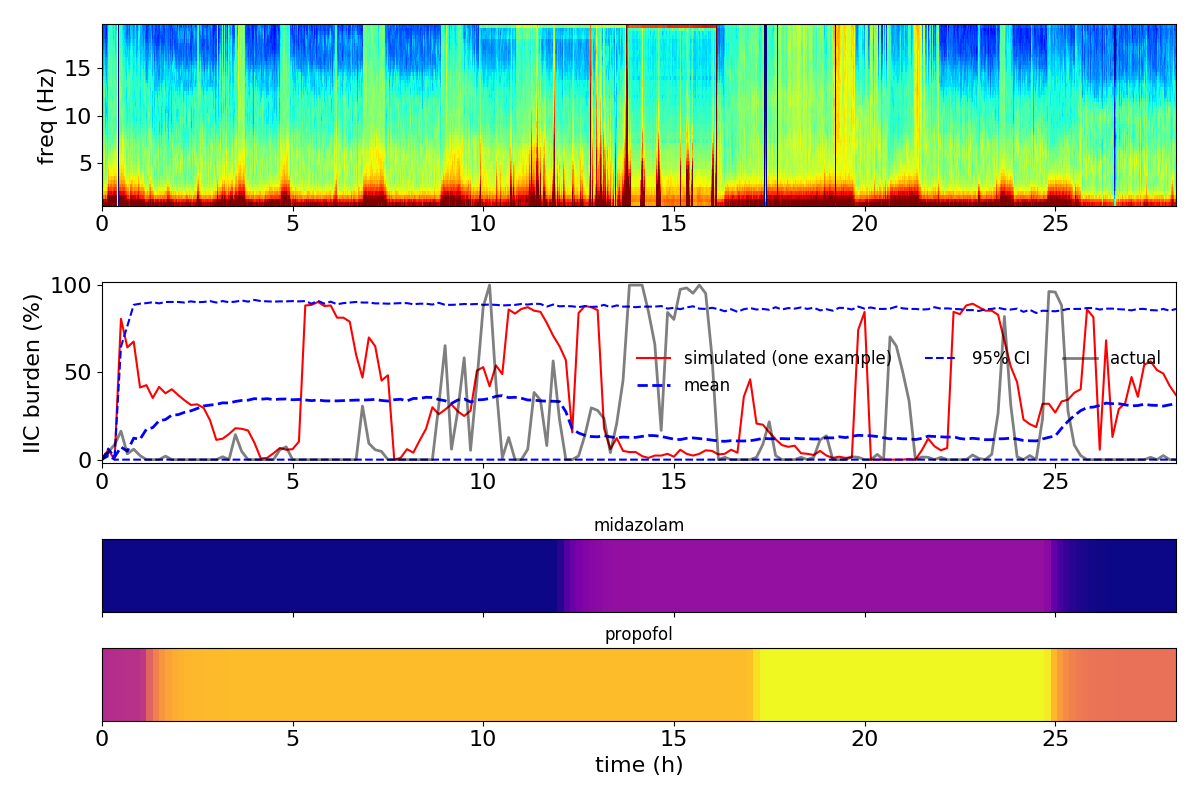 freq (Hz)
15
10
5
0 5 10 15 20 25
IIC burden (%)
100
50
0
simulated (one example) 95% CI actual
mean
0 5 10 15 20 25
midazolam
propofol
0 5 10 15 20 25
time (h)